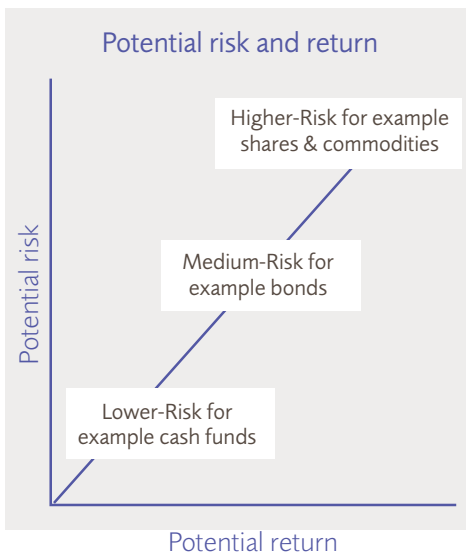 Potential risk and return
Higher-Risk for example
shares & commodities
Medium-Risk for
example bonds
Lower-Risk for
example cash funds
Potential risk
Potential return